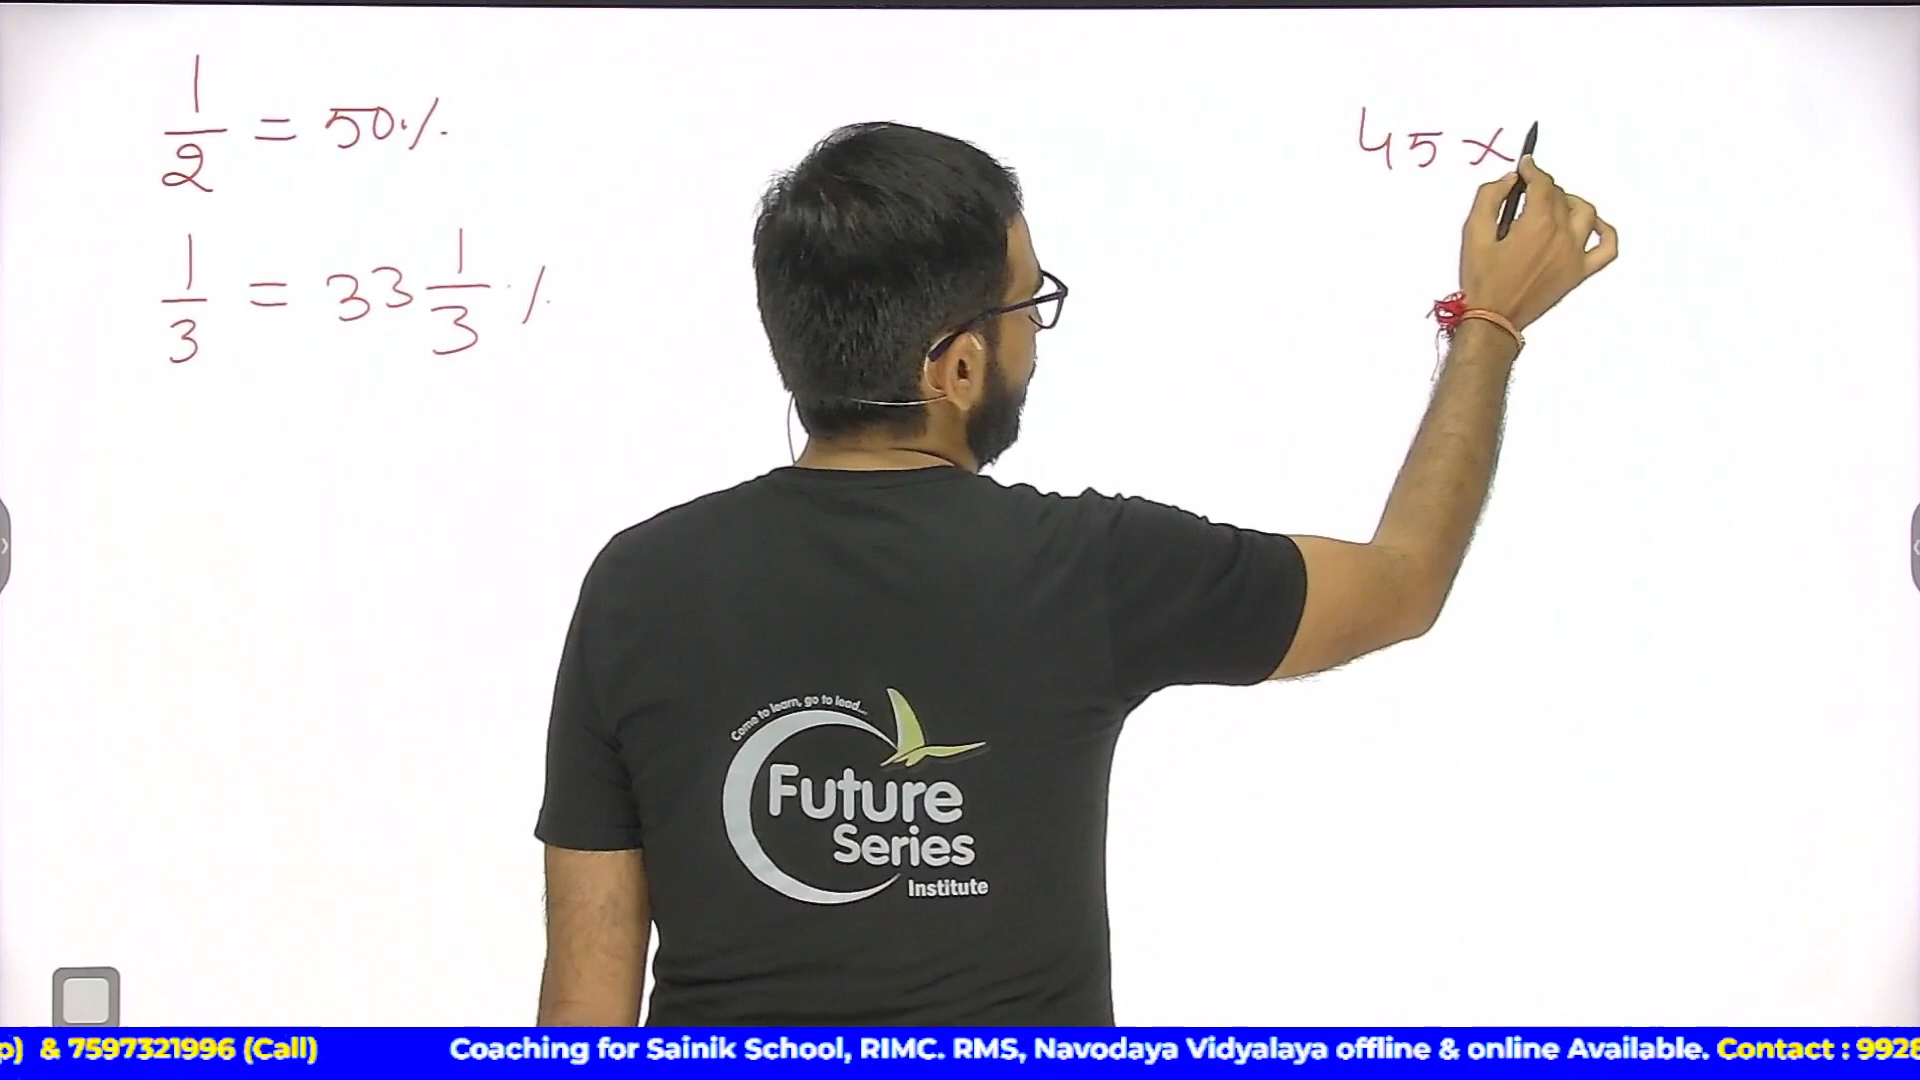 1/2 = 50%
1/3 = 33 1/3 %
45 ×
Come to learn, go to lead...
Future
Series
Institute
p) & 7597321996 (Call) Coaching for Sainik School, RIMC. RMS, Navodaya Vidyalaya offline & online Available. Contact : 9928